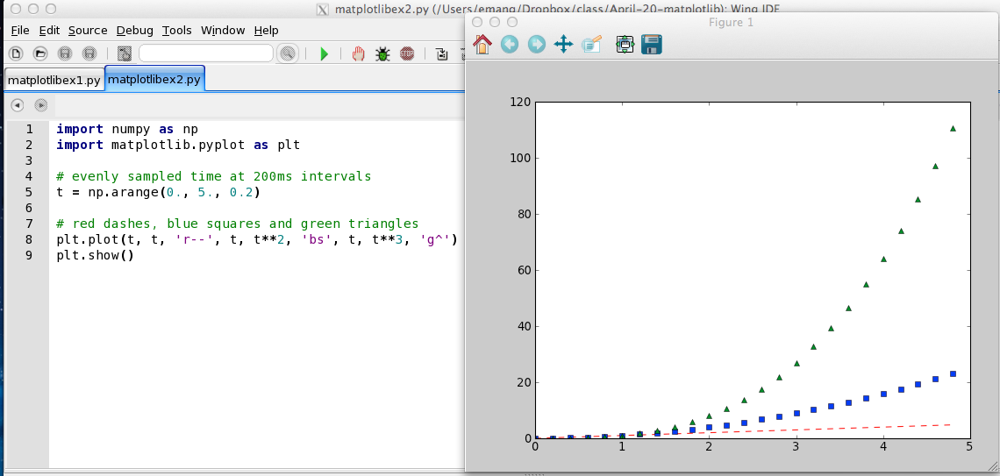 matplotlibex2.py (/Users/emang/Dropbox/class/April-20-matplotlib): Wing IDE
File Edit Source Debug Tools Window Help
matplotlibex1.py matplotlibex2.py
1 import numpy as np
2 import matplotlib.pyplot as plt
3
4 # evenly sampled time at 200ms intervals
5 t = np.arange(0., 5., 0.2)
6
7 # red dashes, blue squares and green triangles
8 plt.plot(t, t, 'r--', t, t**2, 'bs', t, t**3, 'g^')
9 plt.show()
Figure 1
120
100
80
60
40
20
0
0 1 2 3 4 5